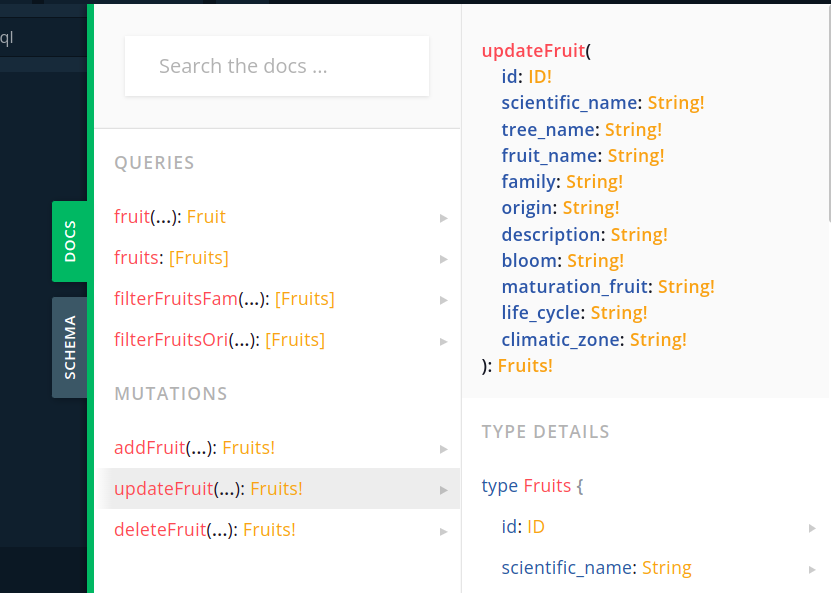 ql
DOCS
SCHEMA
Search the docs ...
QUERIES
fruit(...): Fruit
fruits: [Fruits]
filterFruitsFam(...): [Fruits]
filterFruitsOri(...): [Fruits]
MUTATIONS
addFruit(...): Fruits!
updateFruit(...): Fruits!
deleteFruit(...): Fruits!
updateFruit(
id: ID!
scientific_name: String!
tree_name: String!
fruit_name: String!
family: String!
origin: String!
description: String!
bloom: String!
maturation_fruit: String!
life_cycle: String!
climatic_zone: String!
): Fruits!
TYPE DETAILS
type Fruits {
id: ID
scientific_name: String